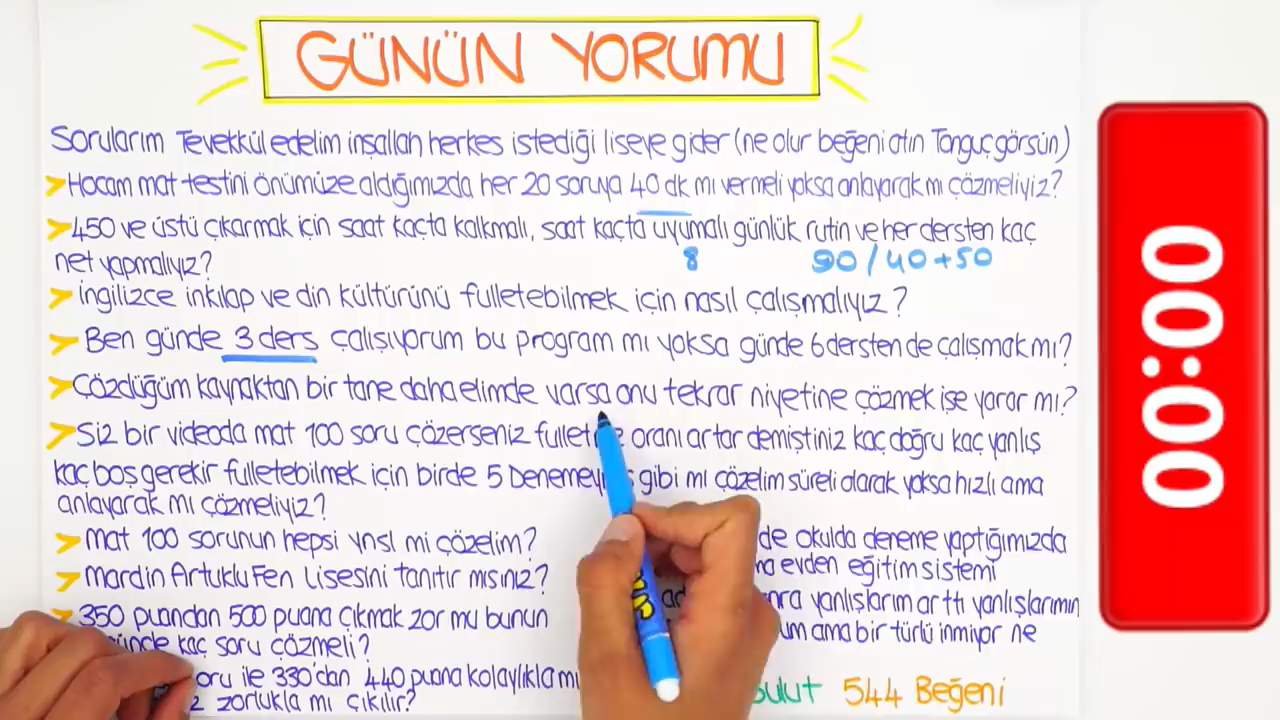 GÜNÜN YORUMU
Sorularım Tevekkül edelim inşallah herkes istediği liseye gider (ne olur beğeni atın Tonguç görsün)
➤ Hocam mat testini önümüze aldığımızda her 20 soruya 40 dk mı vermeli yoksa anlayarak mı çözmeliyiz?
➤ 450 ve üstü çıkarmak için saat kaçta kalkmalı, saat kaçta uyumalı günlük rutin ve her dersten kaç
net yapmalıyız?
8 90 / 40 + 50
➤ İngilizce inkılap ve din kültürünü fulletebilmek için nasıl çalışmalıyız?
➤ Ben günde 3 ders çalışıyorum bu program mı yoksa günde 6 dersten de çalışmak mı?
➤ Çözdüğüm kaynaktan bir tane daha elimde varsa onu tekrar niyetine çözmek işe yarar mı?
➤ Siz bir videoda mat 100 soru çözerseniz oranı artar demiştiniz kaç doğru kaç yanlış
kaç boş gerekir fulletebilmek için birde 5 gibi mi çözelim süreli olarak yoksa hızlı ama
anlayarak mı çözmeliyiz?
➤ Mat 100 sorunun hepsi ynsl mi çözelim?
➤ Mardin Artuklu Fen Lisesini tanıtır mısınız?
350 puandan 500 puana çıkmak zor mu bunun
kaç soru çözmeli?
ile 330'dan 440 puana kolaylıkla mı
zorlukla mı çıkılır?
okulda deneme yaptığımızda
evden eğitim sistemi
yanlışlarım arttı yanlışlarımın
ama bir türlü inmiyor ne
544 Beğeni
00:00